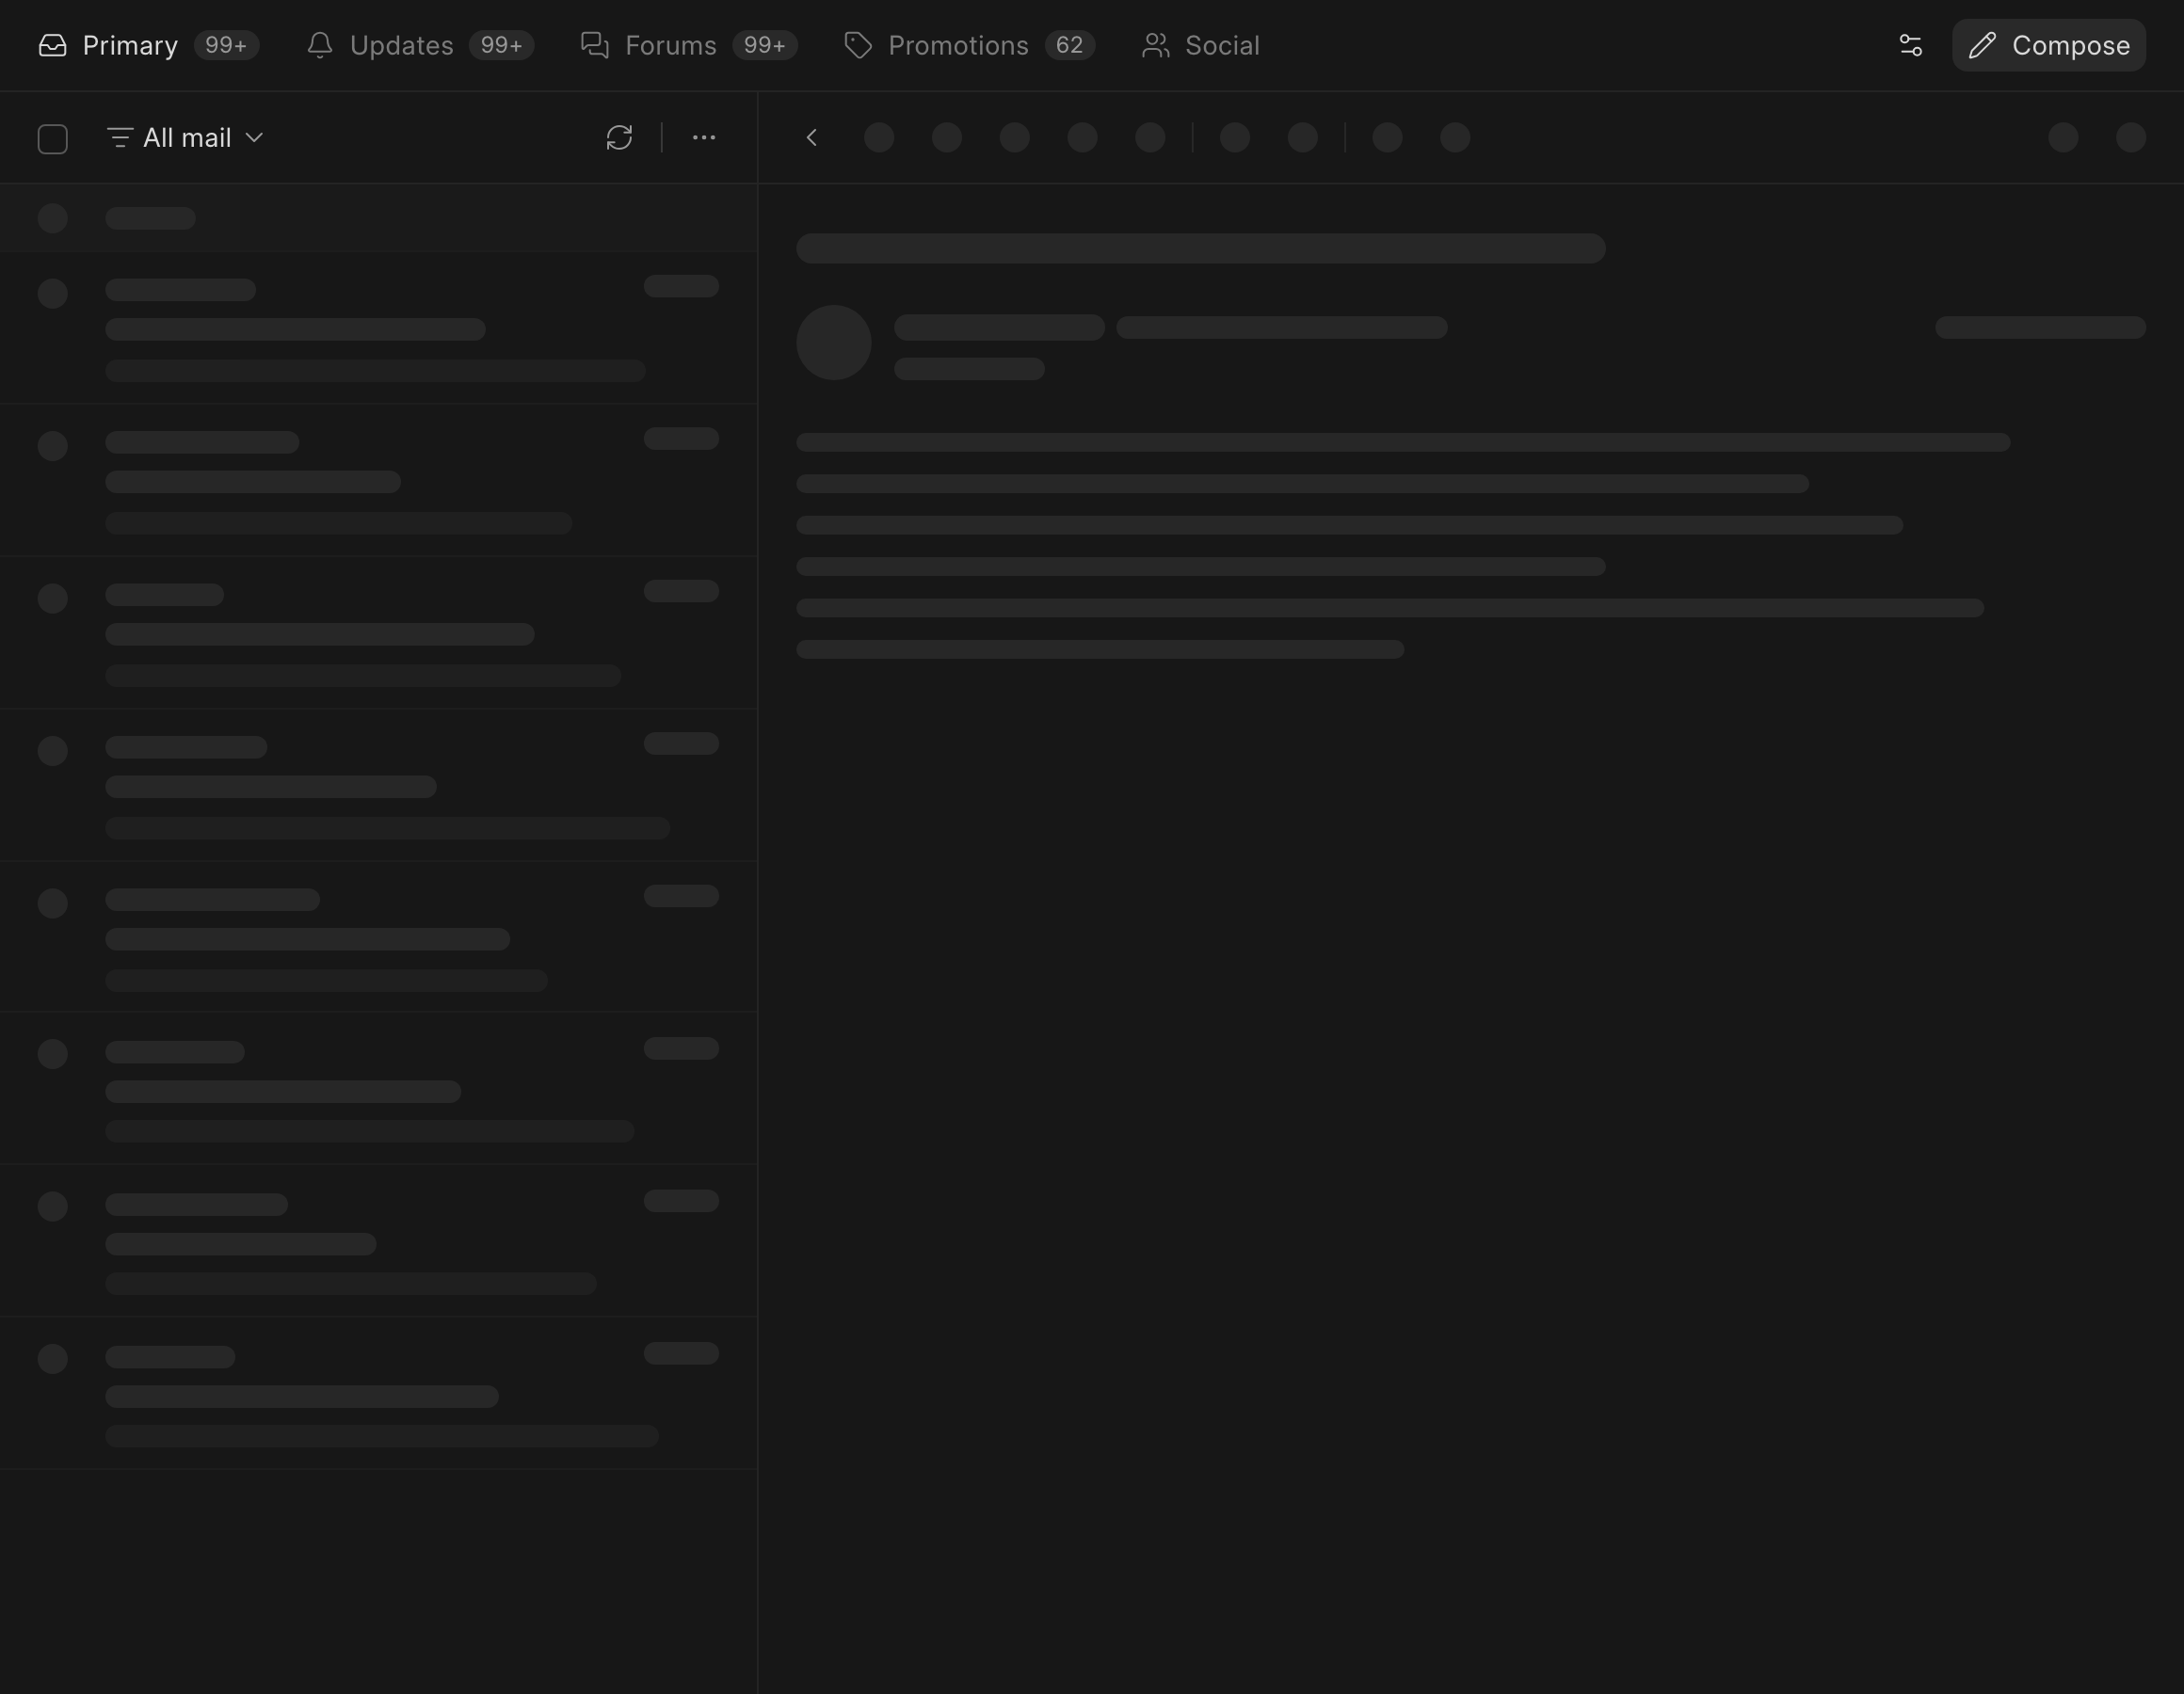 Primary 99+ Updates 99+ Forums 99+ Promotions 62 Social Compose
All mail